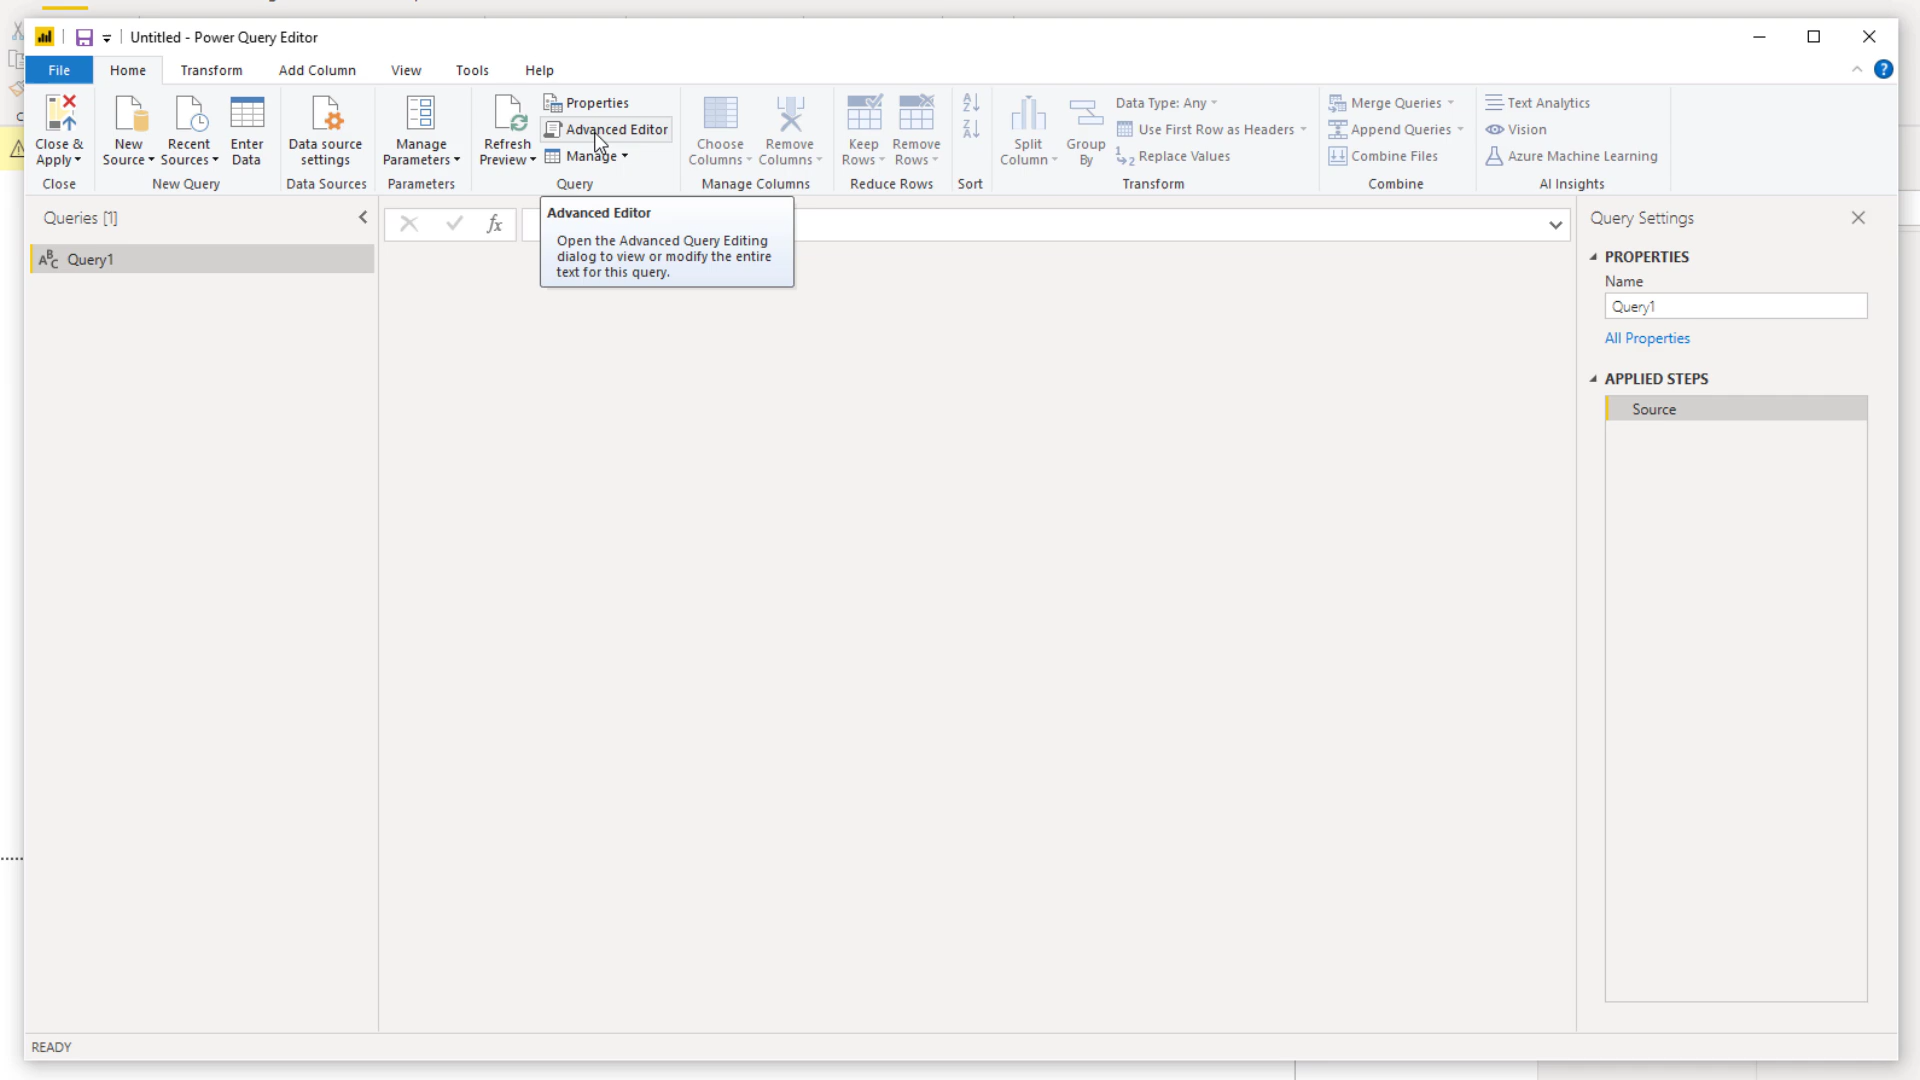 Untitled - Power Query Editor
File Home Transform Add Column View Tools Help
Close & Apply
New Source
Recent Sources
Enter Data
Data source settings
Manage Parameters
Refresh Preview
Properties
Advanced Editor
Manage
Choose Columns
Remove Columns
Keep Rows
Remove Rows
Split Column
Group By
Data Type: Any
Use First Row as Headers
Replace Values
Merge Queries
Append Queries
Combine Files
Text Analytics
Vision
Azure Machine Learning
Close New Query Data Sources Parameters Query Manage Columns Reduce Rows Sort Transform Combine AI Insights
Queries [1]
fx
Query1
Advanced Editor
Open the Advanced Query Editing
dialog to view or modify the entire
text for this query.
Query Settings
PROPERTIES
Name
Query1
All Properties
APPLIED STEPS
Source
READY